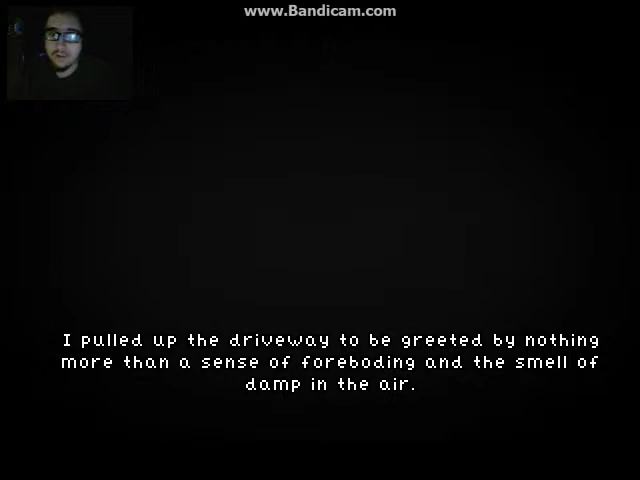 www.Bandicam.com
I pulled up the driveway to be greeted by nothing
more than a sense of foreboding and the smell of
damp in the air.